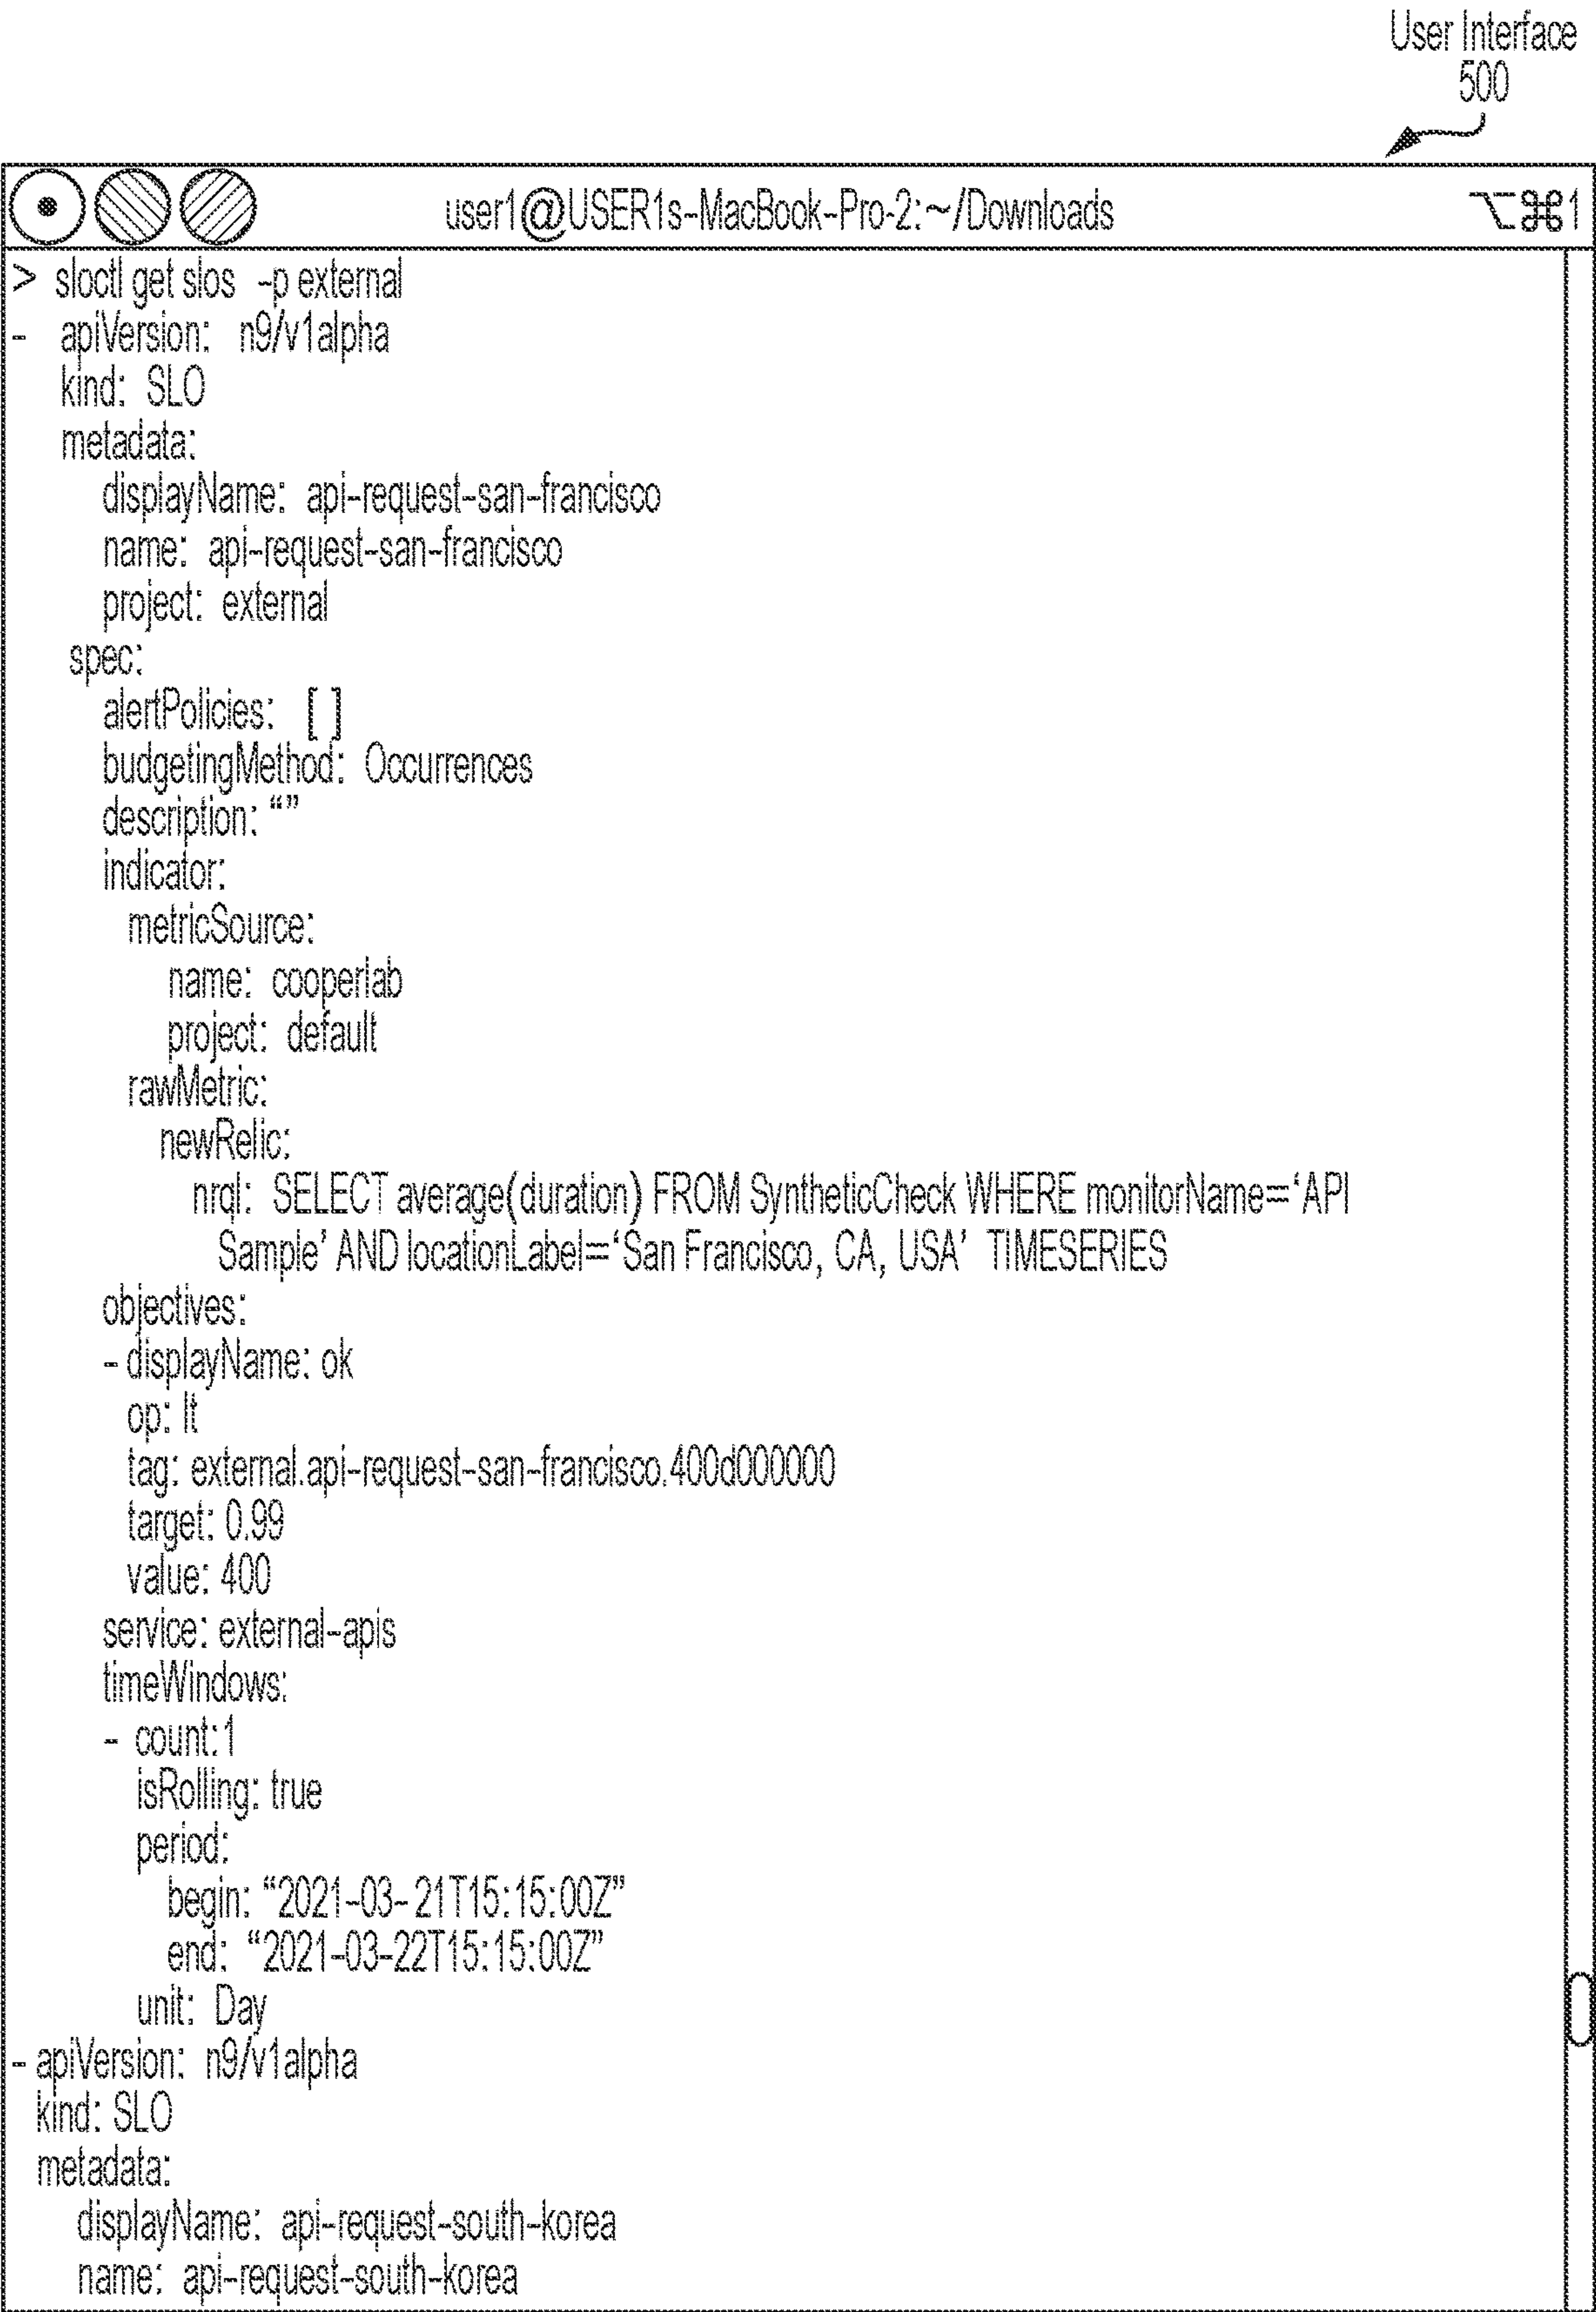 User Interface
500
user1@USER1s-MacBook-Pro-2:~/Downloads ⌥⌘1
> sloctl get slos -p external
- apiVersion: n9/v1alpha
kind: SLO
metadata:
displayName: api-request-san-francisco
name: api-request-san-francisco
project: external
spec:
alertPolicies: [ ]
budgetingMethod: Occurrences
description: “”
indicator:
metricSource:
name: cooperlab
project: default
rawMetric:
newRelic:
nrql: SELECT average(duration) FROM SyntheticCheck WHERE monitorName=‘API
Sample’ AND locationLabel=‘San Francisco, CA, USA’ TIMESERIES
objectives:
- displayName: ok
op: lt
tag: external.api-request-san-francisco.400d000000
target: 0.99
value: 400
service: external-apis
timeWindows:
- count:1
isRolling: true
period:
begin: “2021-03-21T15:15:00Z”
end: “2021-03-22T15:15:00Z”
unit: Day
- apiVersion: n9/v1alpha
kind: SLO
metadata:
displayName: api-request-south-korea
name: api-request-south-korea